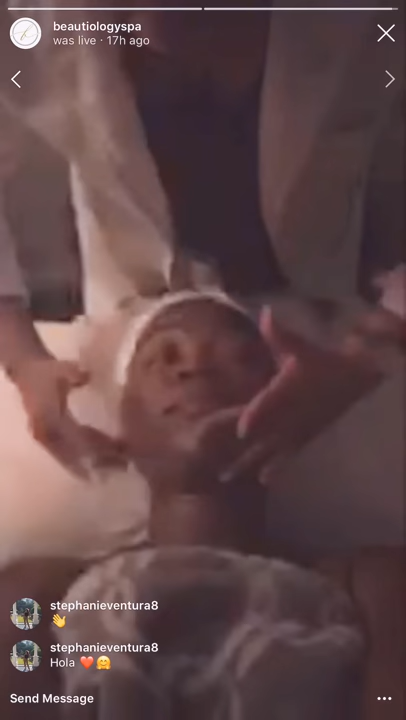 beautiologyspa
was live · 17h ago
stephanieventura8
👋
stephanieventura8
Hola ❤️🤗
Send Message